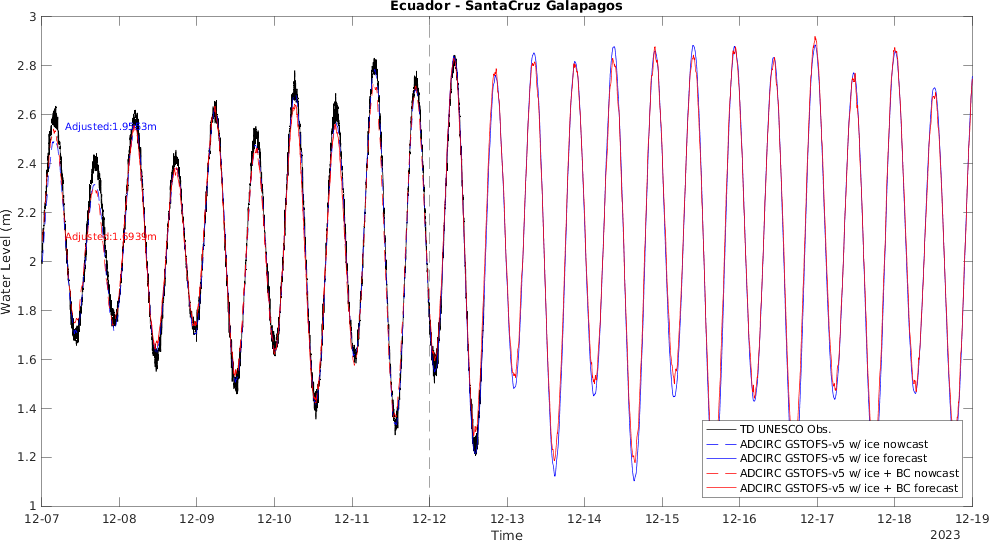 Ecuador - SantaCruz Galapagos
Water Level (m)
3
2.8
2.6
2.4
2.2
2
1.8
1.6
1.4
1.2
1
Adjusted:
Adjusted:
TD UNESCO Obs.
ADCIRC GSTOFS-v5 w/ ice nowcast
ADCIRC GSTOFS-v5 w/ ice forecast
ADCIRC GSTOFS-v5 w/ ice + BC nowcast
ADCIRC GSTOFS-v5 w/ ice + BC forecast
12-07 12-08 12-09 12-10 12-11 12-12 12-13 12-14 12-15 12-16 12-17 12-18 12-19
Time
2023